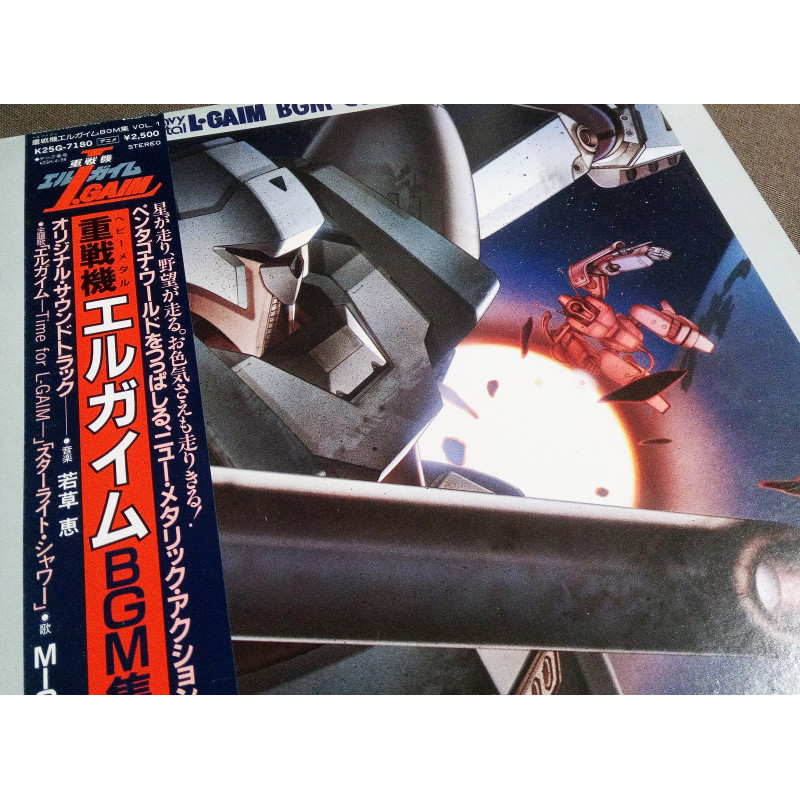 重戦機エルガイムBGM集 VOL. 1
K25G-7180 アニメ ¥2,500
STEREO
重戦機
エルガイム
L.GAIM
L-GAIM BGM
星が走り、野望が走る。お色気さえも走りきる!
ペンタゴナ・ワールドをつっぱしる、ニュー・メタリック・アクション
ヘビーメタル
重戦機エルガイムBGM集
オリジナル・サウンドトラック── ●音楽 若草 恵
●主題歌「エルガイム─Time for L-GAIM─」「スターライト・シャワー」●歌